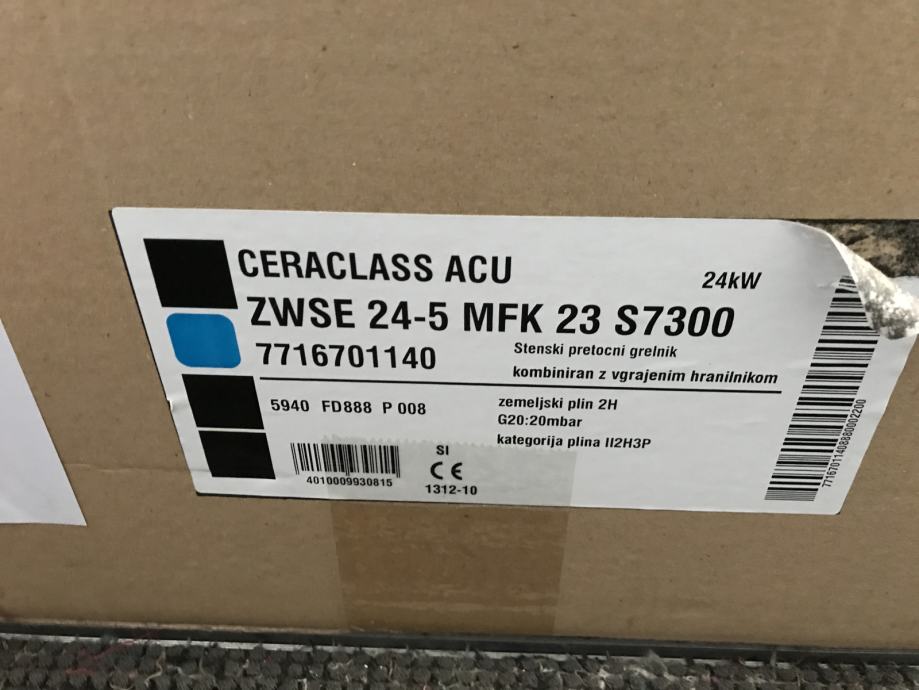 CERACLASS ACU
24kW
ZWSE 24-5 MFK 23 S7300
7716701140
Stenski pretocni grelnik
kombiniran z vgrajenim hranilnikom
5940 FD888 P 008
zemeljski plin 2H
G20:20mbar
kategorija plina II2H3P
4010009930815
SI
CE
1312-10
771670114088880002200